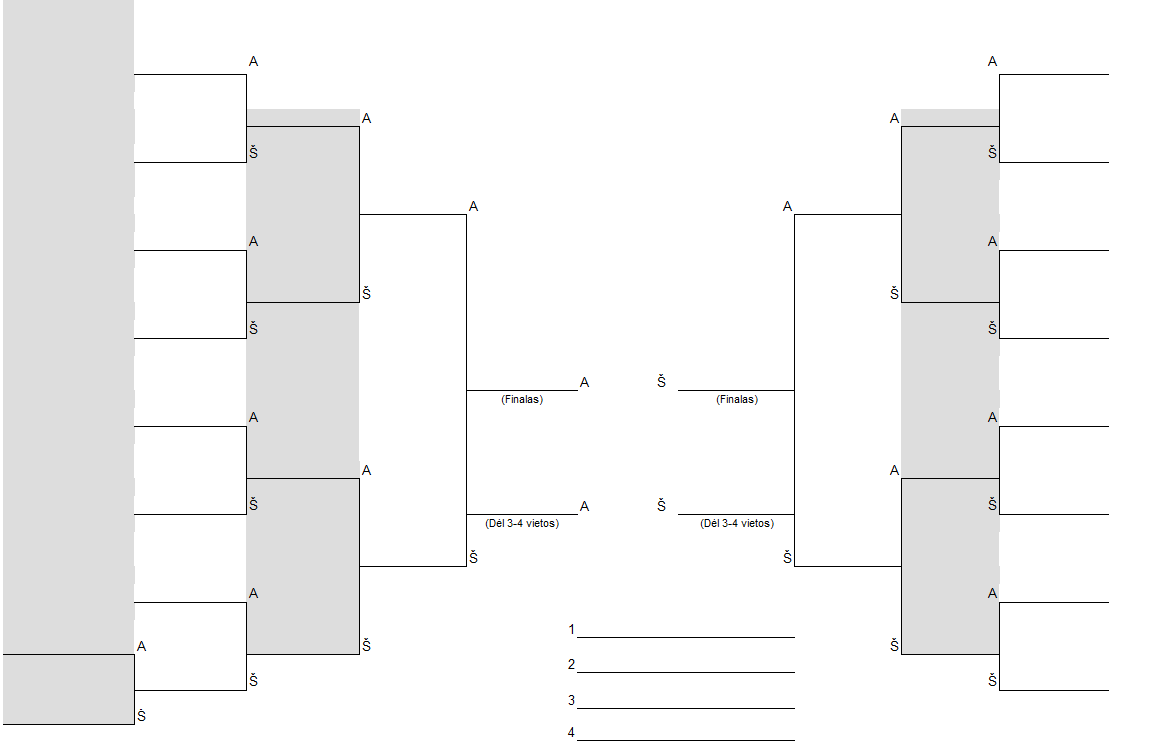 A A
A A
Š Š
A A
A A
Š Š
Š Š
A Š
(Finalas) (Finalas)
A A
A A
Š Š
A Š
(Dėl 3-4 vietos) (Dėl 3-4 vietos)
Š Š
A A
1
A Š Š
2
Š Š
3
Š
4